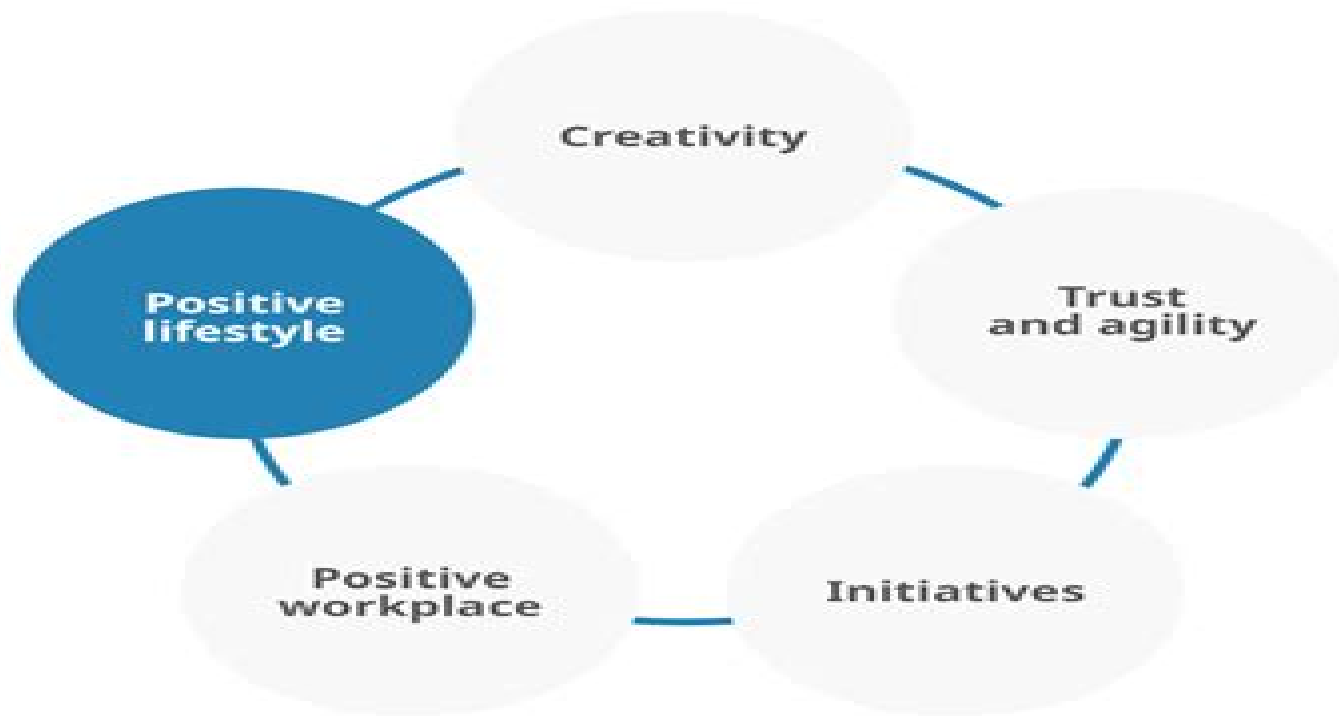 Creativity
Trust
and agility
Initiatives
Positive
workplace
Positive
lifestyle